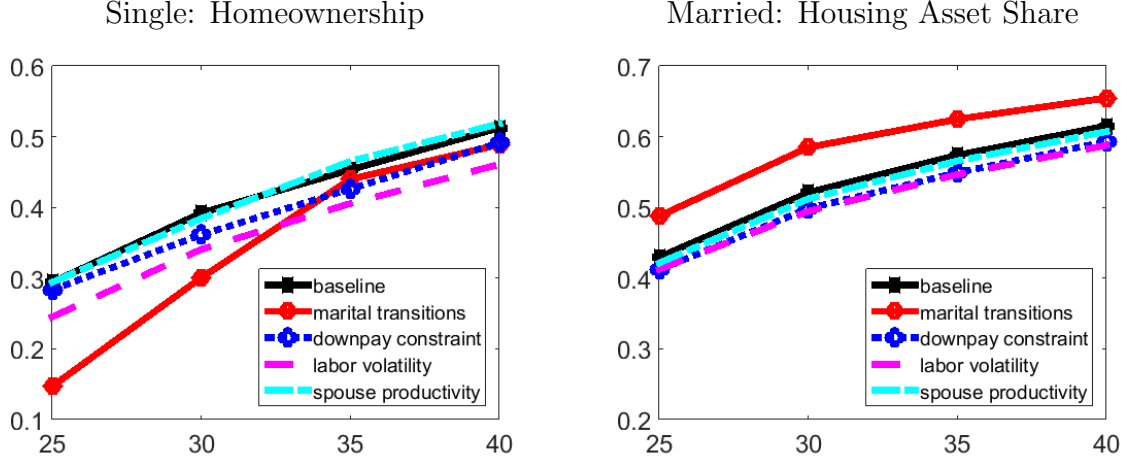 Single: Homeownership
0.6
0.5
0.4
0.3
0.2
0.1
baseline
marital transitions
downpay constraint
labor volatility
spouse productivity
25 30 35 40
Married: Housing Asset Share
0.7
0.6
0.5
0.4
0.3
0.2
baseline
marital transitions
downpay constraint
labor volatility
spouse productivity
25 30 35 40